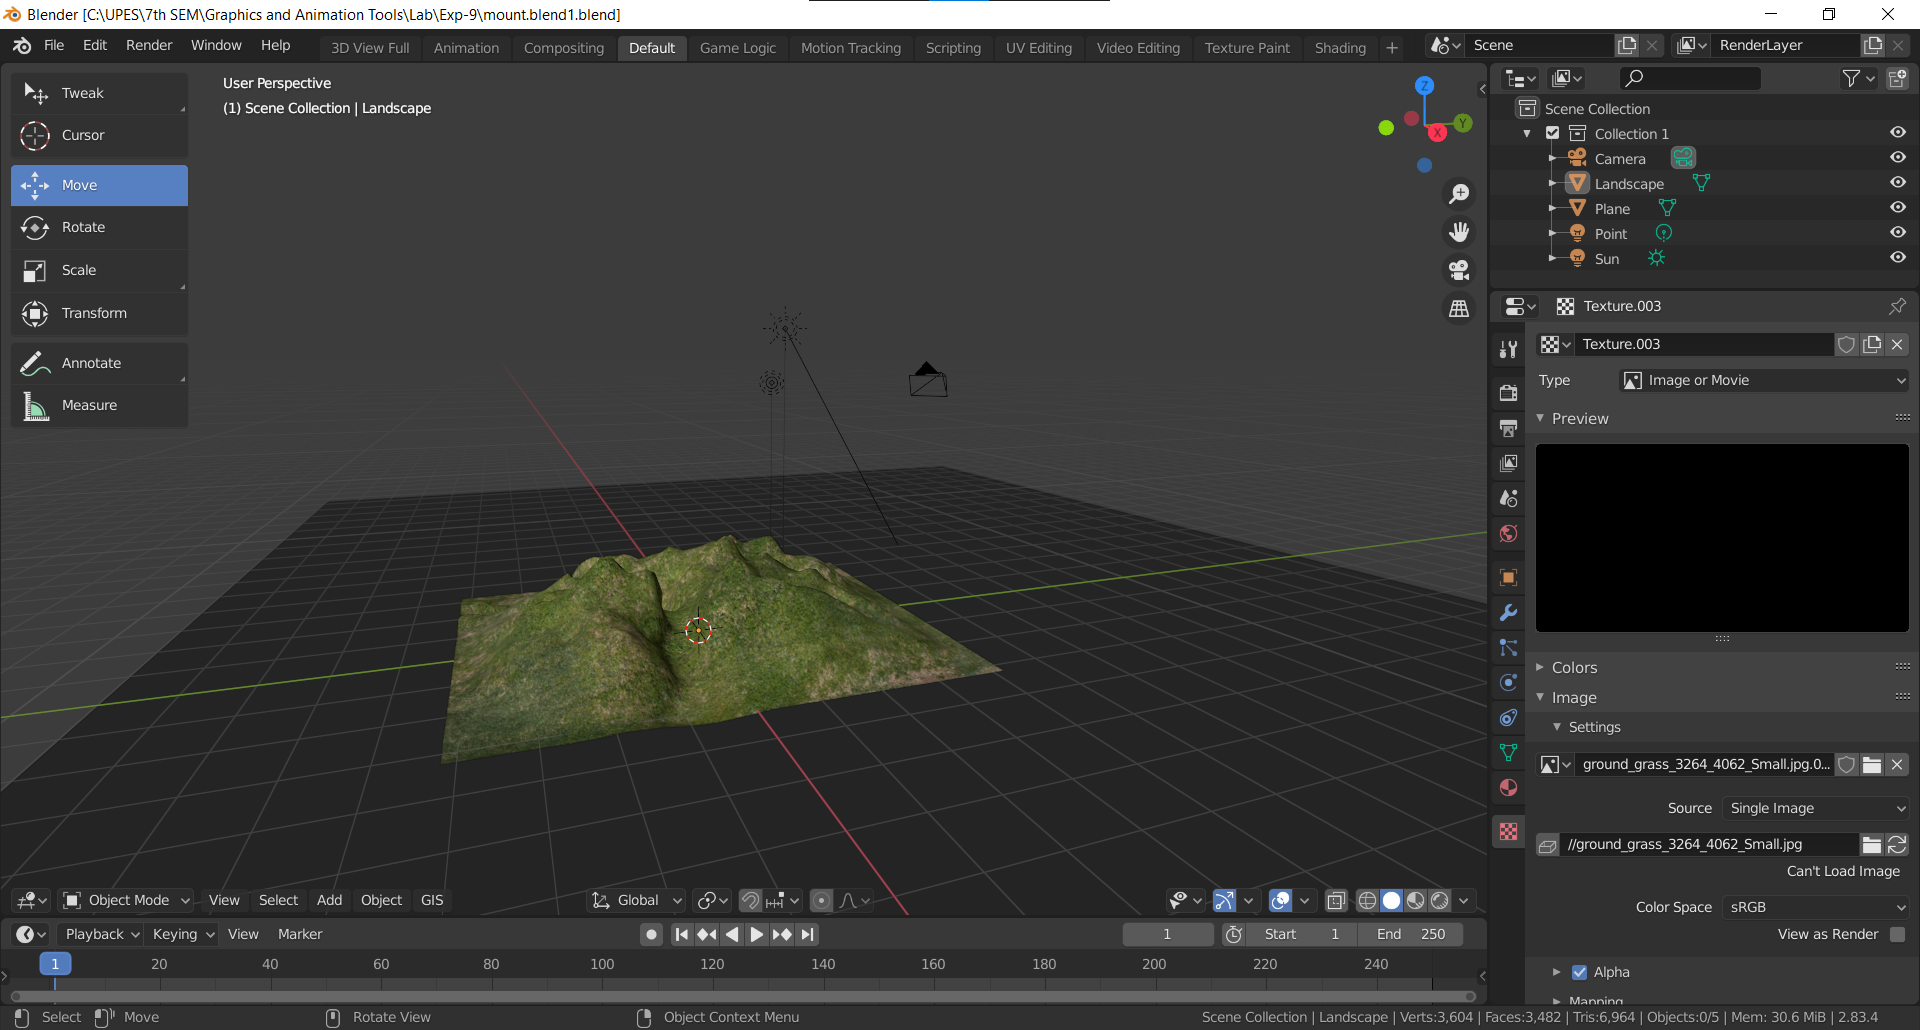 Blender [C:\UPES\7th SEM\Graphics and Animation Tools\Lab\Exp-9\mount.blend1.blend]
File Edit Render Window Help 3D View Full Animation Compositing Default Game Logic Motion Tracking Scripting UV Editing Video Editing Texture Paint Shading + Scene RenderLayer
Tweak
Cursor
Move
Rotate
Scale
Transform
Annotate
Measure
User Perspective
(1) Scene Collection | Landscape
Z
Y
X
Scene Collection
Collection 1
Camera
Landscape
Plane
Point
Sun
Texture.003
Texture.003
Type Image or Movie
Preview
Colors
Image
Settings
ground_grass_3264_4062_Small.jpg.0...
Source Single Image
//ground_grass_3264_4062_Small.jpg
Can't Load Image
Color Space sRGB
View as Render
Alpha
Mapping
Object Mode View Select Add Object GIS Global
Playback Keying View Marker 1 Start 1 End 250
1 20 40 60 80 100 120 140 160 180 200 220 240
Select Move Rotate View Object Context Menu Scene Collection | Landscape | Verts:3,604 | Faces:3,482 | Tris:6,964 | Objects:0/5 | Mem: 30.6 MiB | 2.83.4